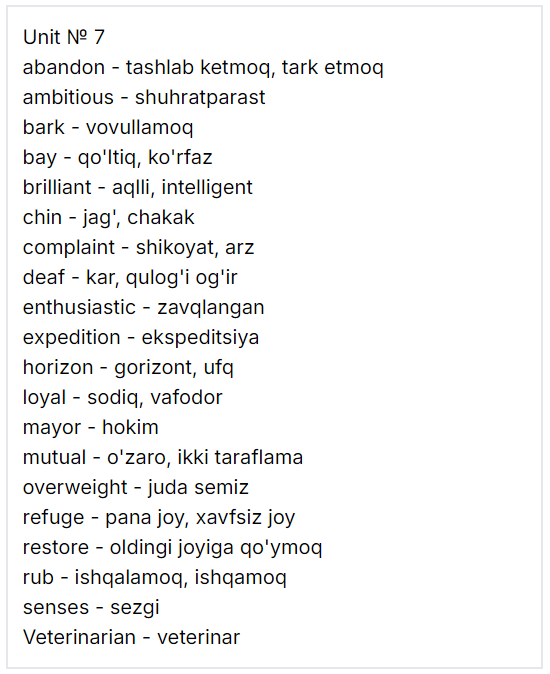 Unit № 7
abandon - tashlab ketmoq, tark etmoq
ambitious - shuhratparast
bark - vovullamoq
bay - qo'ltiq, ko'rfaz
brilliant - aqlli, intelligent
chin - jag', chakak
complaint - shikoyat, arz
deaf - kar, qulog'i og'ir
enthusiastic - zavqlangan
expedition - ekspeditsiya
horizon - gorizont, ufq
loyal - sodiq, vafodor
mayor - hokim
mutual - o'zaro, ikki taraflama
overweight - juda semiz
refuge - pana joy, xavfsiz joy
restore - oldingi joyiga qo'ymoq
rub - ishqalamoq, ishqamoq
senses - sezgi
Veterinarian - veterinar